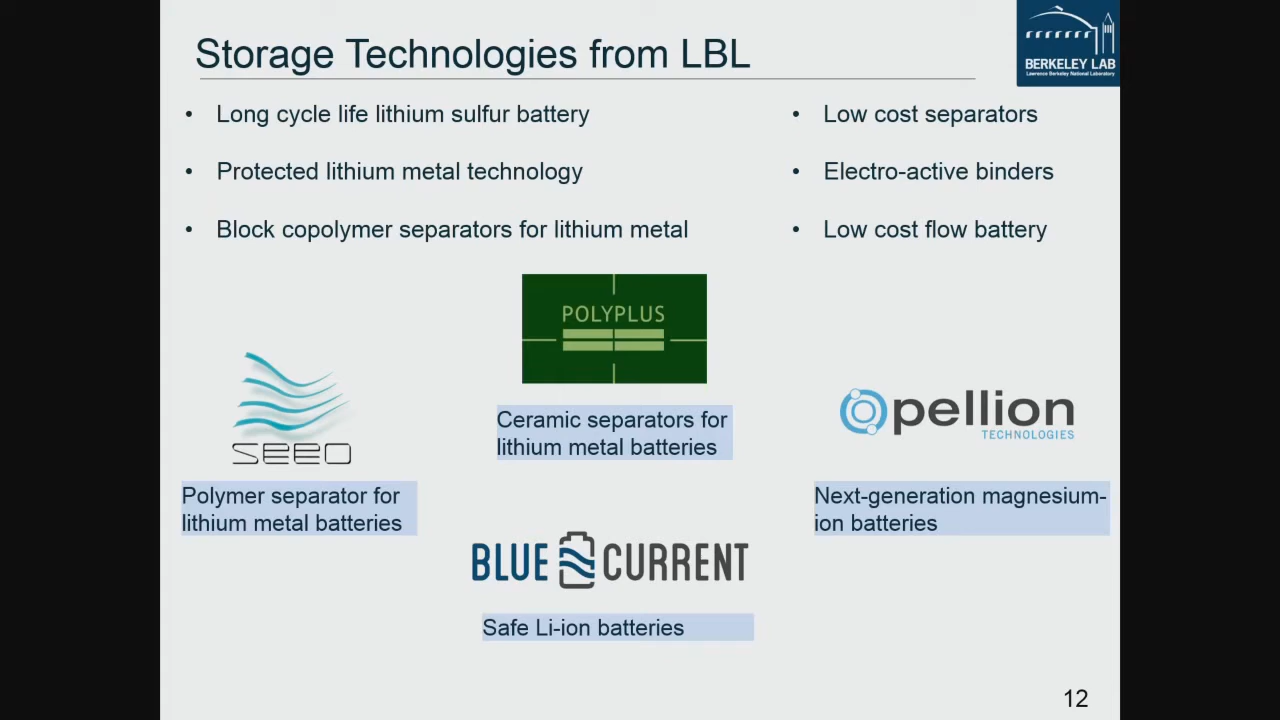 Storage Technologies from LBL
BERKELEY LAB
Lawrence Berkeley National Laboratory
• Long cycle life lithium sulfur battery
• Protected lithium metal technology
• Block copolymer separators for lithium metal
• Low cost separators
• Electro-active binders
• Low cost flow battery
POLYPLUS
Ceramic separators for
lithium metal batteries
SEEO
Polymer separator for
lithium metal batteries
pellion
TECHNOLOGIES
Next-generation magnesium-
ion batteries
BLUE CURRENT
Safe Li-ion batteries
12